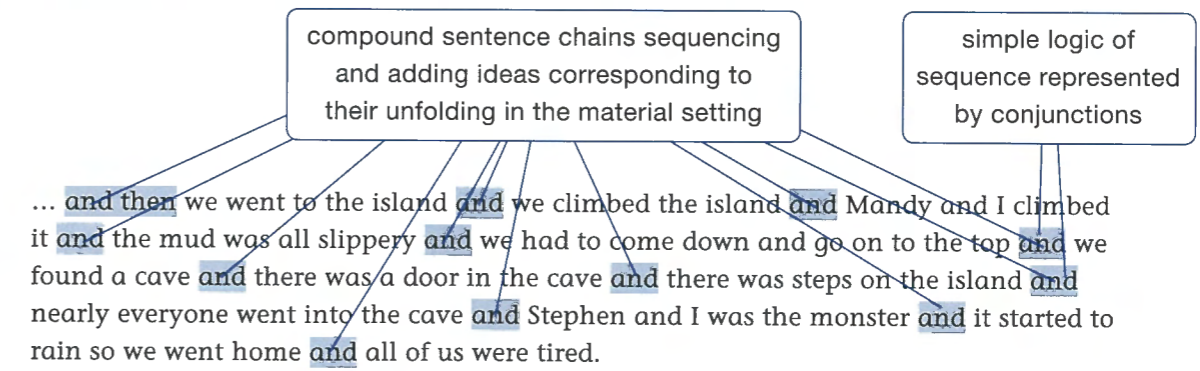 compound sentence chains sequencing
and adding ideas corresponding to
their unfolding in the material setting
simple logic of
sequence represented
by conjunctions
... and then we went to the island and we climbed the island and Mandy and I climbed
it and the mud was all slippery and we had to come down and go on to the top and we
found a cave and there was a door in the cave and there was steps on the island and
nearly everyone went into the cave and Stephen and I was the monster and it started to
rain so we went home and all of us were tired.